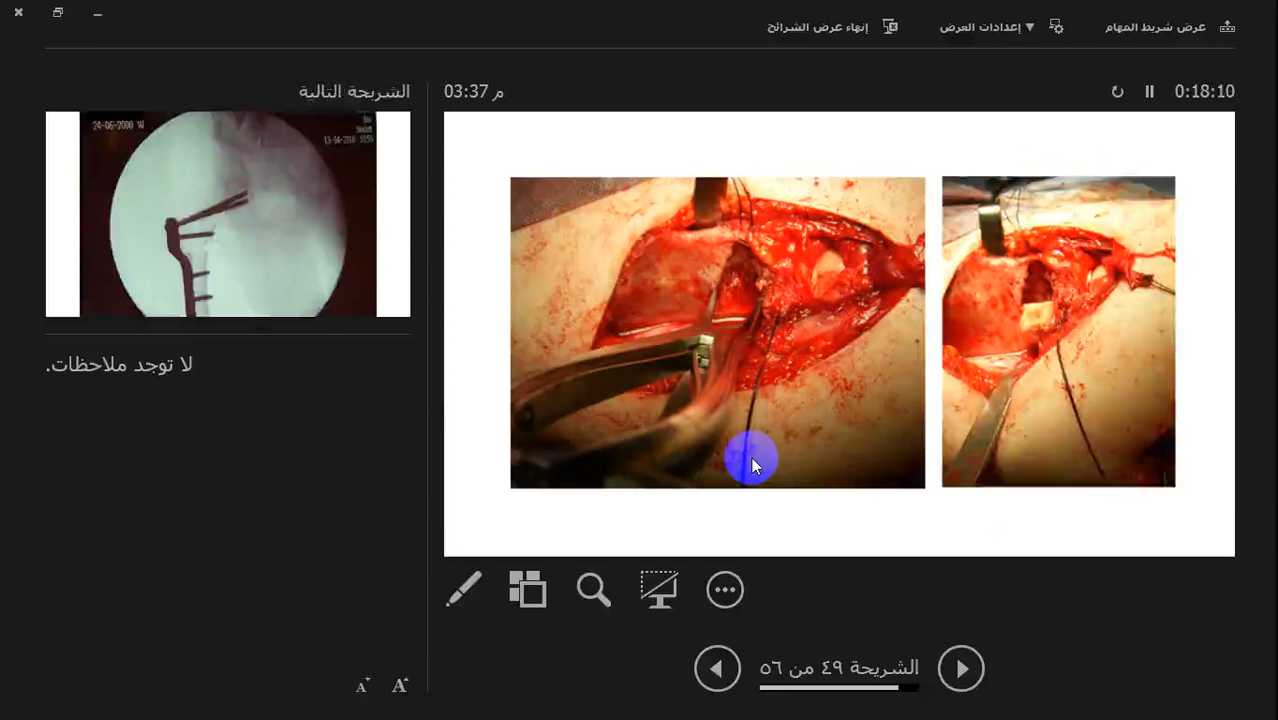 عرض شريط المهام
إعدادات العرض ▼
إنهاء عرض الشرائح
0:18:10
03:37 م
الشريحة التالية
24-06-2000 W
13-04-2010
لا توجد ملاحظات.
الشريحة ٤٩ من ٥٦
A A